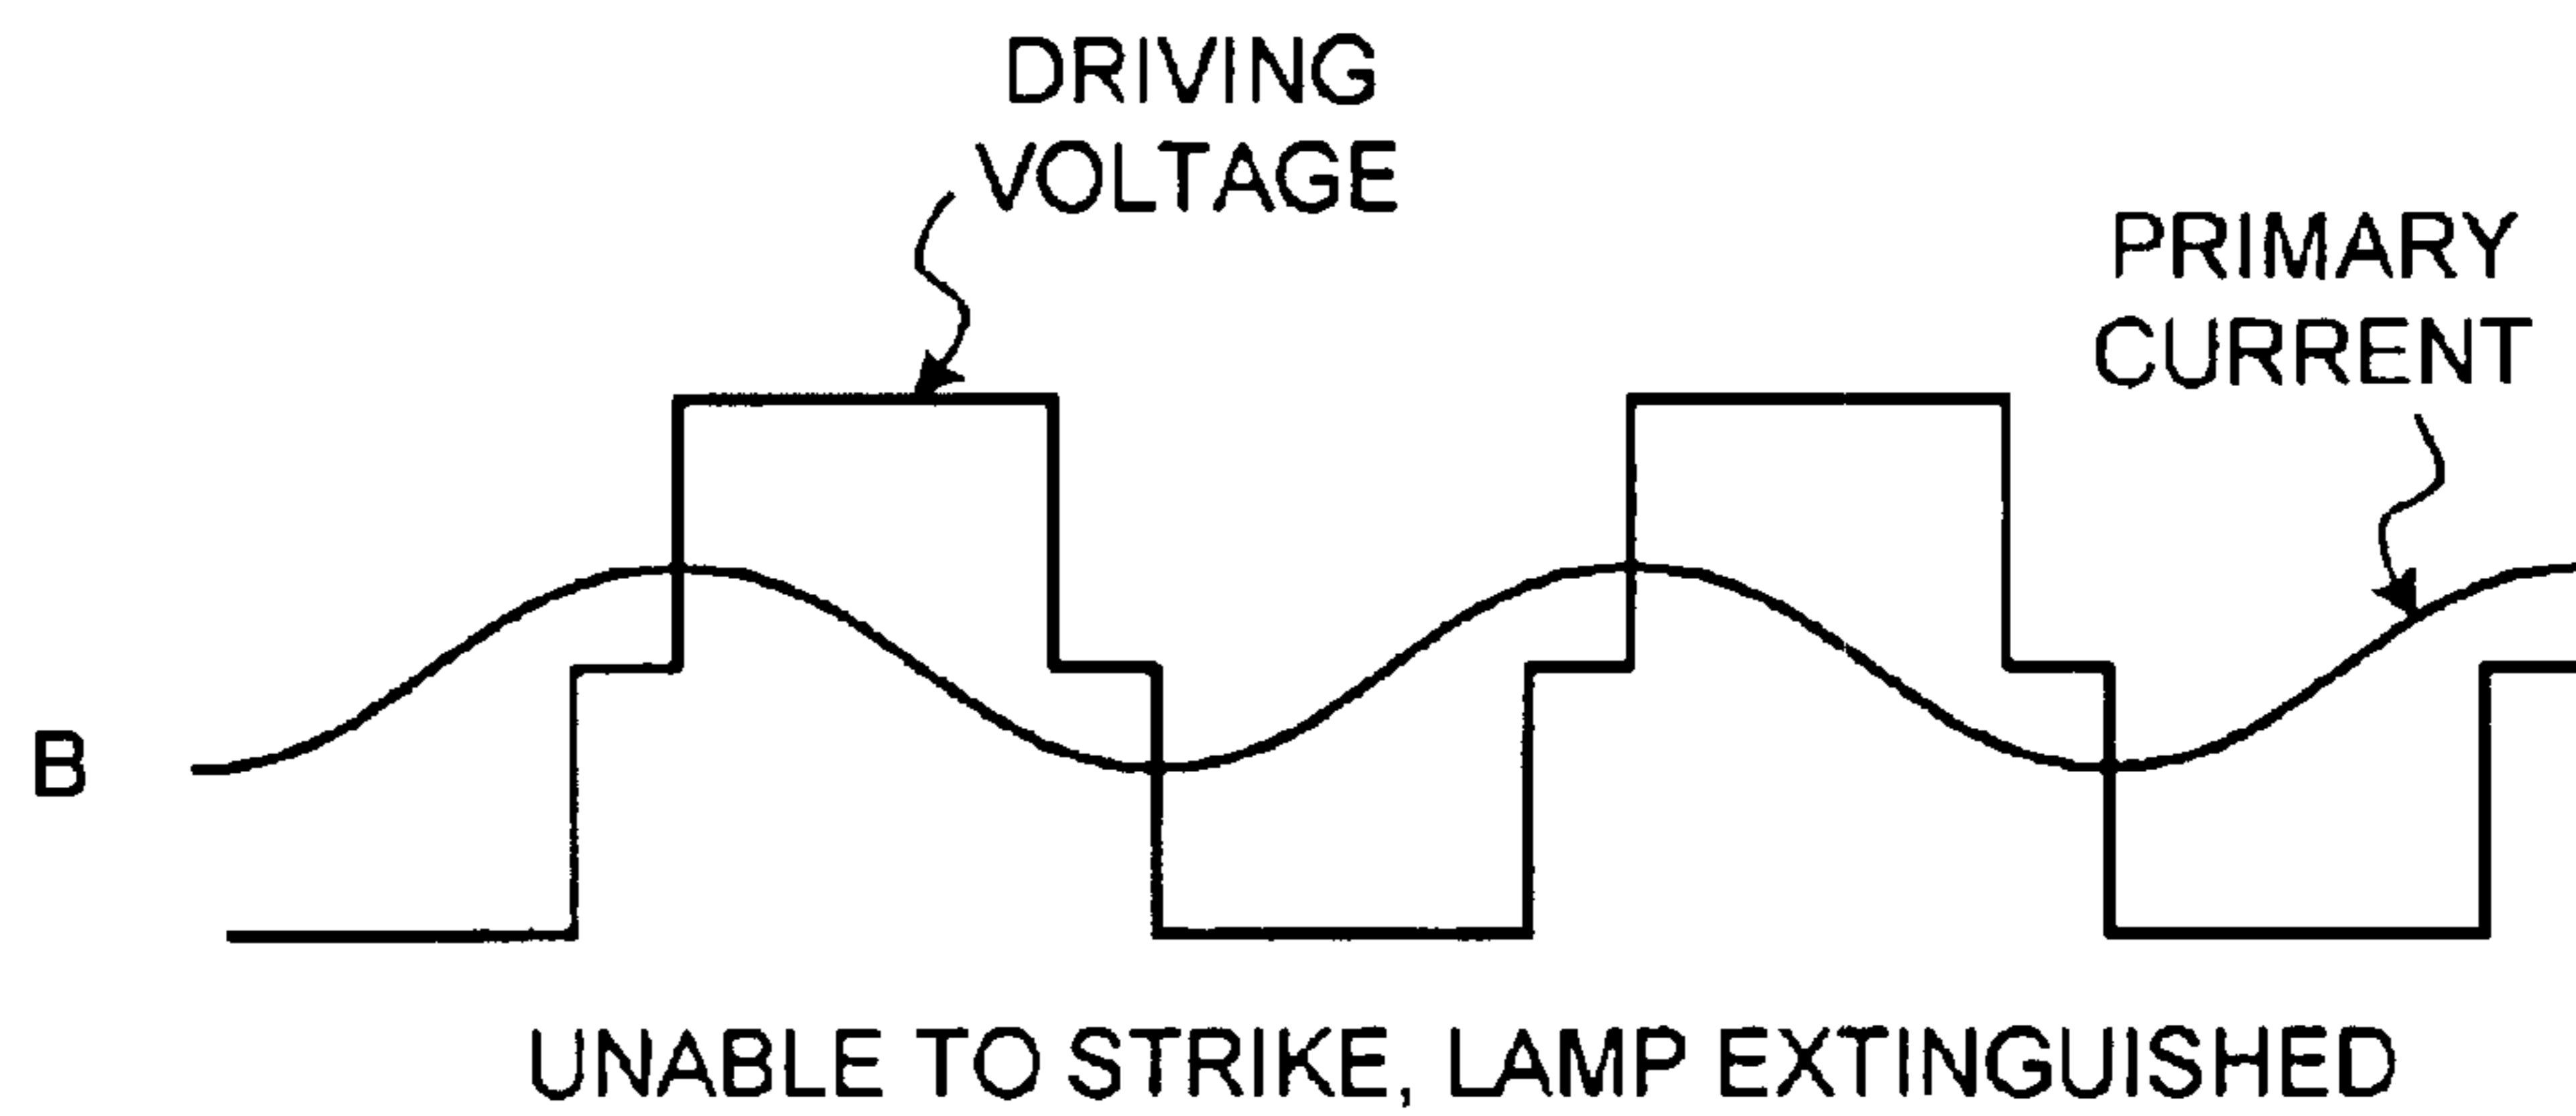 DRIVING
VOLTAGE
PRIMARY
CURRENT
B
UNABLE TO STRIKE, LAMP EXTINGUISHED